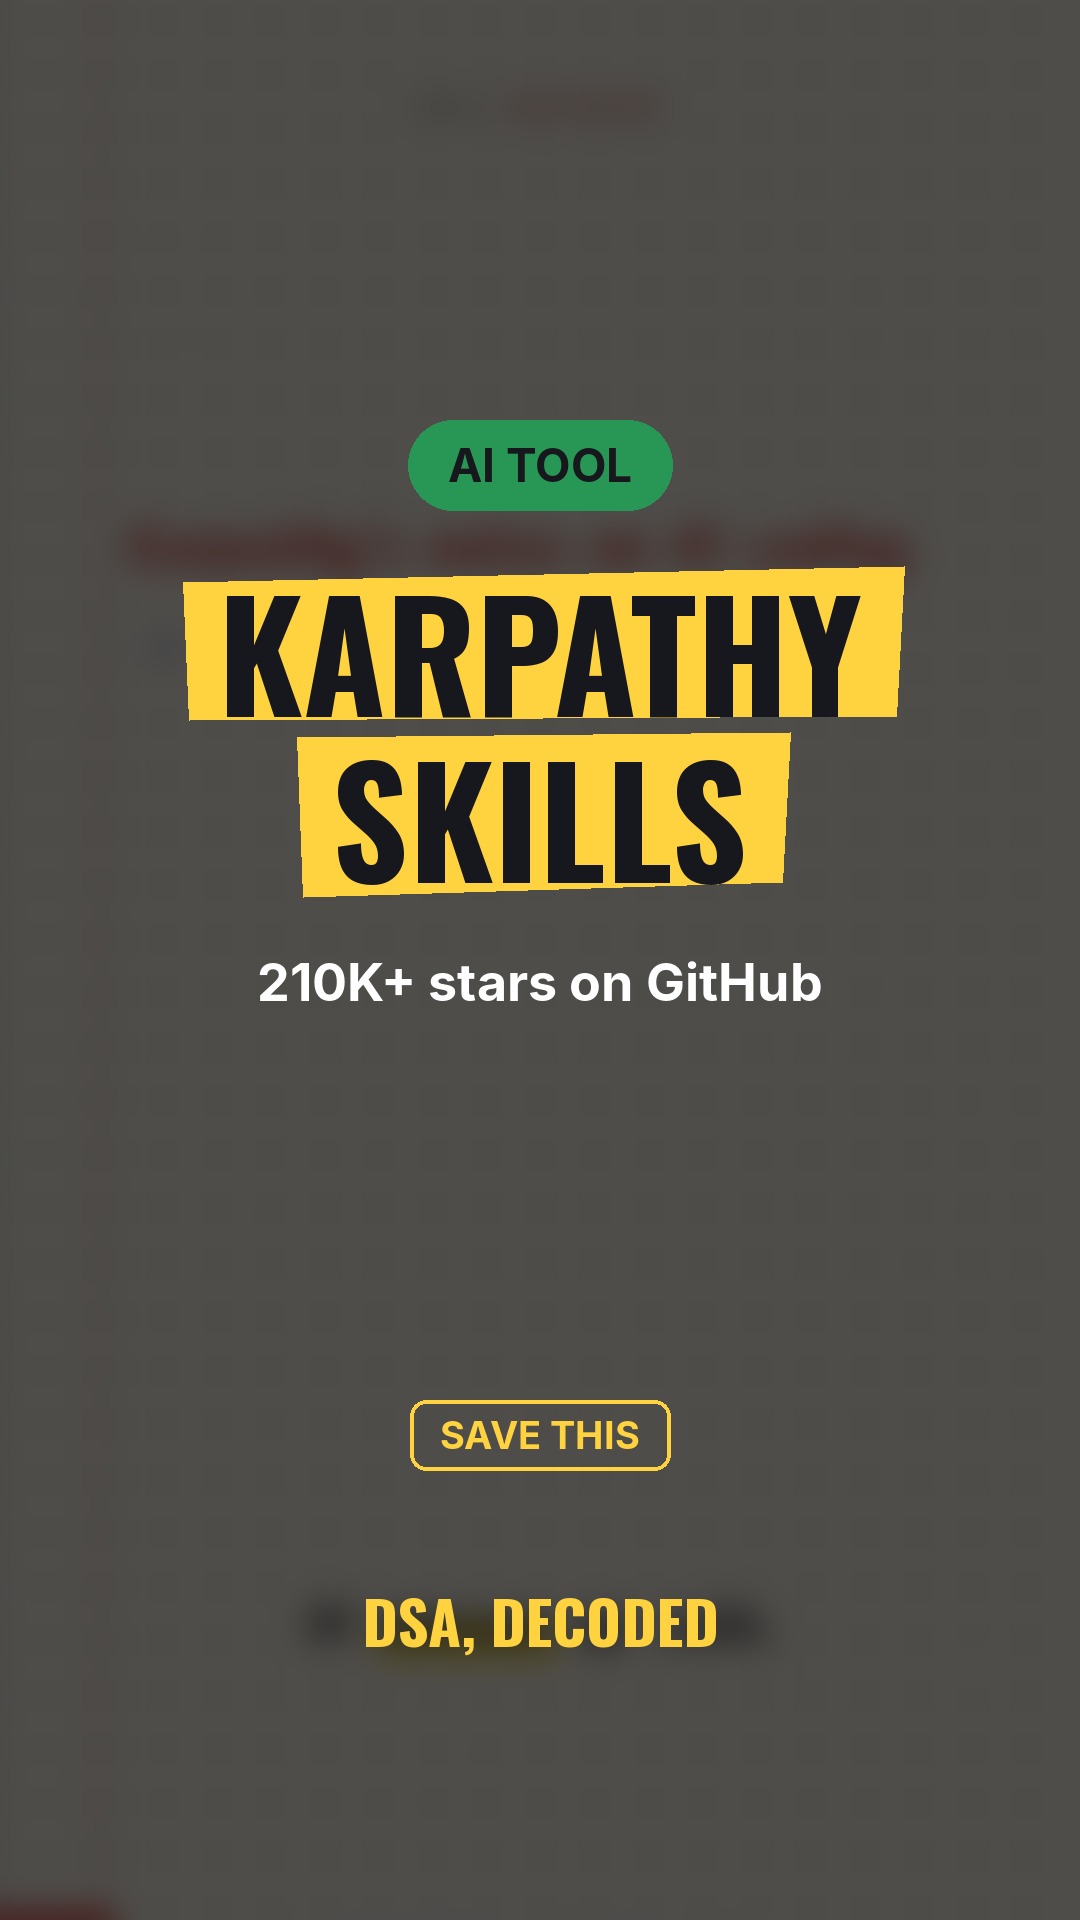 AI TOOL
KARPATHY
SKILLS
210K+ stars on GitHub
SAVE THIS
DSA, DECODED